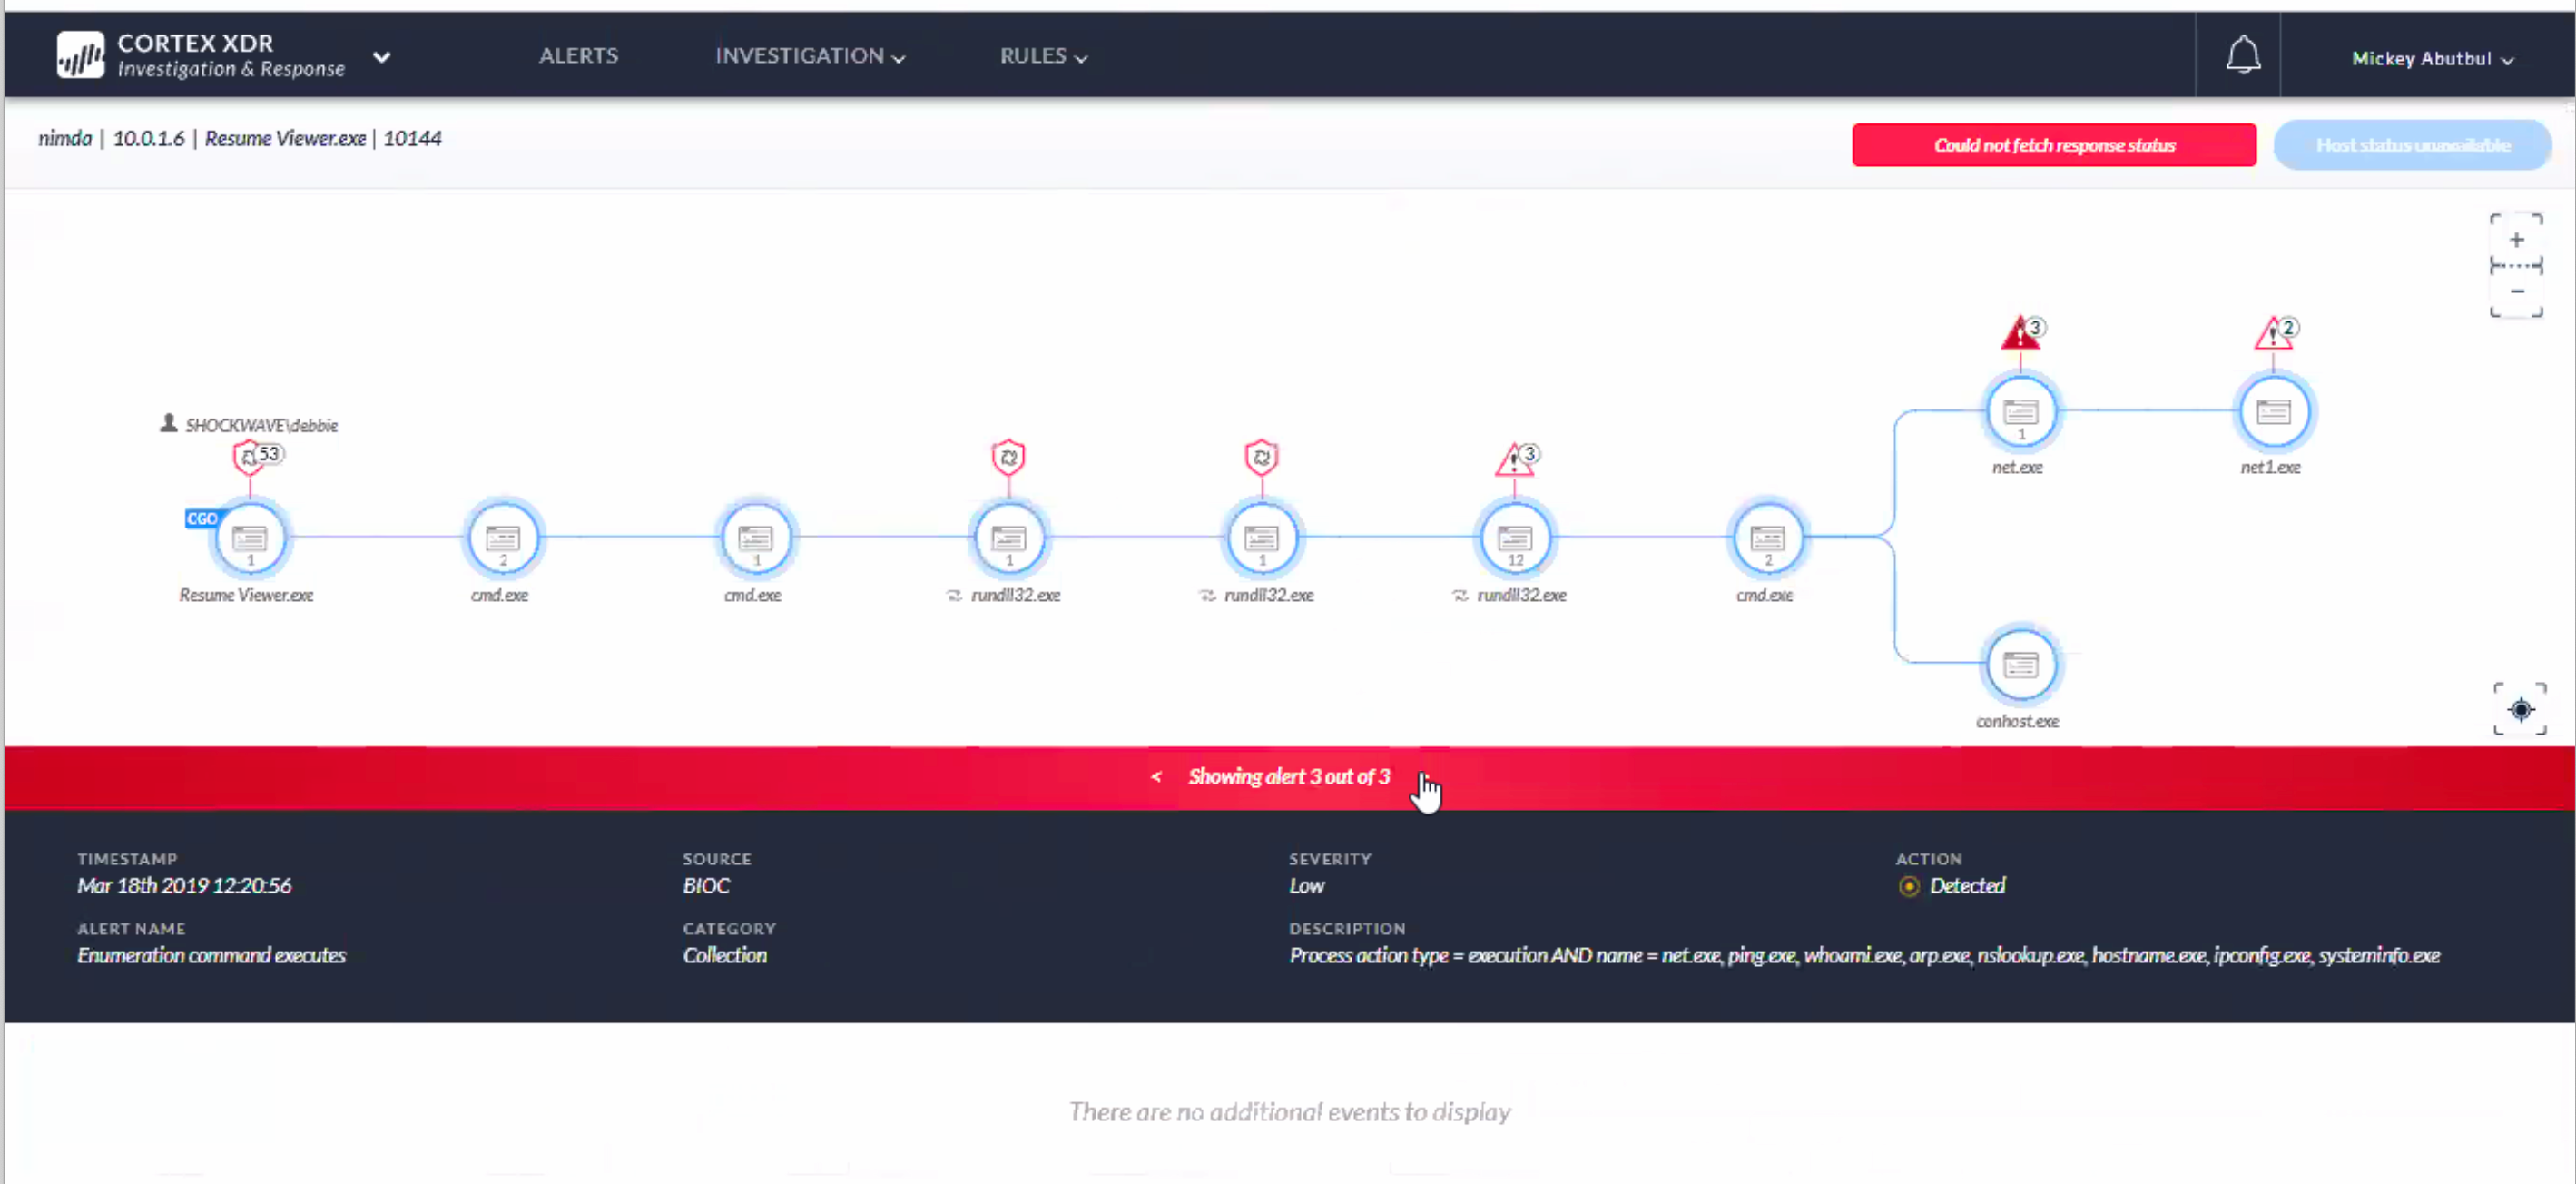 CORTEX XDR
Investigation & Response
ALERTS
INVESTIGATION
RULES
Mickey Abutbul
nimda | 10.0.1.6 | Resume Viewer.exe | 10144
Could not fetch response status
Host status unavailable
3
2
SHOCKWAVE\debbie
53
3
1
net.exe
net1.exe
CGO
1
2
1
1
1
12
2
Resume Viewer.exe
cmd.exe
cmd.exe
rundll32.exe
rundll32.exe
rundll32.exe
cmd.exe
conhost.exe
< Showing alert 3 out of 3
TIMESTAMP
Mar 18th 2019 12:20:56
SOURCE
BIOC
SEVERITY
Low
ACTION
Detected
ALERT NAME
Enumeration command executes
CATEGORY
Collection
DESCRIPTION
Process action type = execution AND name = net.exe, ping.exe, whoami.exe, arp.exe, nslookup.exe, hostname.exe, ipconfig.exe, systeminfo.exe
There are no additional events to display